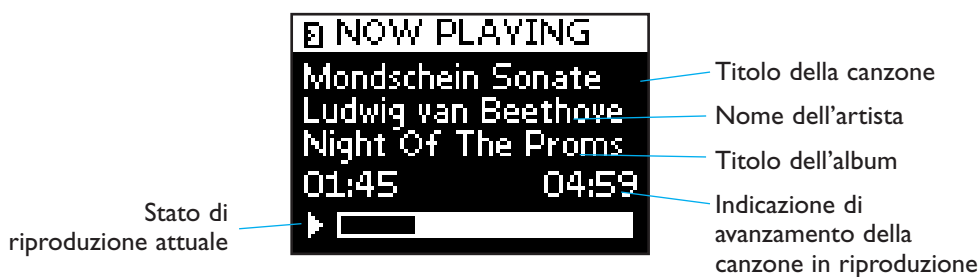 NOW PLAYING
Mondschein Sonate
Ludwig van Beethove
Night Of The Proms
01:45 04:59
Titolo della canzone
Nome dell'artista
Titolo dell'album
Indicazione di
avanzamento della
canzone in riproduzione
Stato di
riproduzione attuale